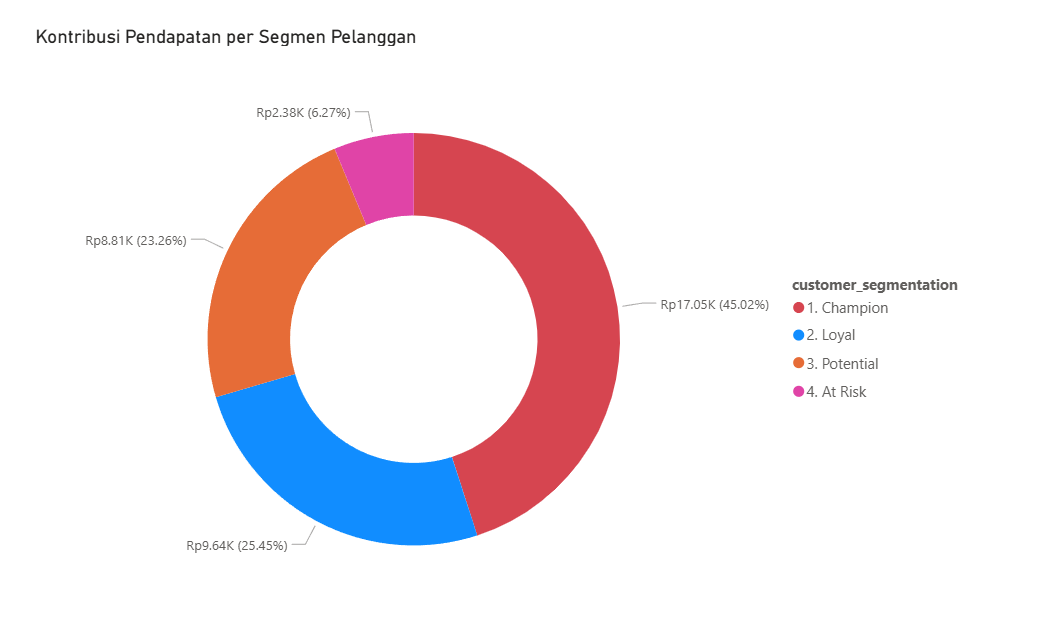 Kontribusi Pendapatan per Segmen Pelanggan
Rp2.38K (6.27%)
Rp8.81K (23.26%)
Rp17.05K (45.02%)
Rp9.64K (25.45%)
customer_segmentation
1. Champion
2. Loyal
3. Potential
4. At Risk